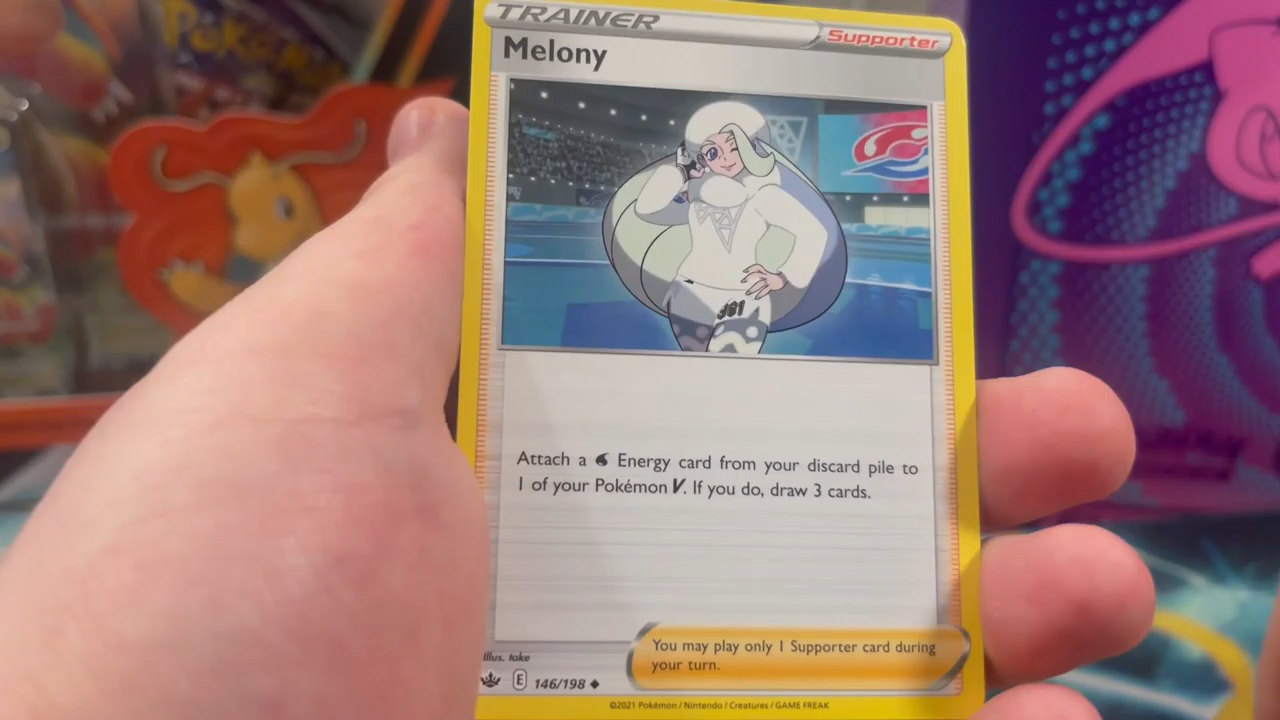 Pokémon
TRAINER
Supporter
Melony
961
Attach a Energy card from your discard pile to
1 of your Pokémon V. If you do, draw 3 cards.
You may play only 1 Supporter card during
your turn.
Illus. take
E 146/198
©2021 Pokémon / Nintendo / Creatures / GAME FREAK